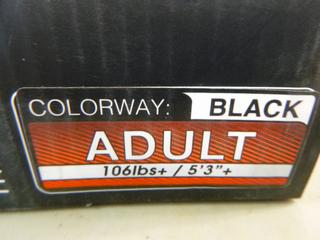 COLORWAY: BLACK
ADULT
106lbs+ / 5'3"+